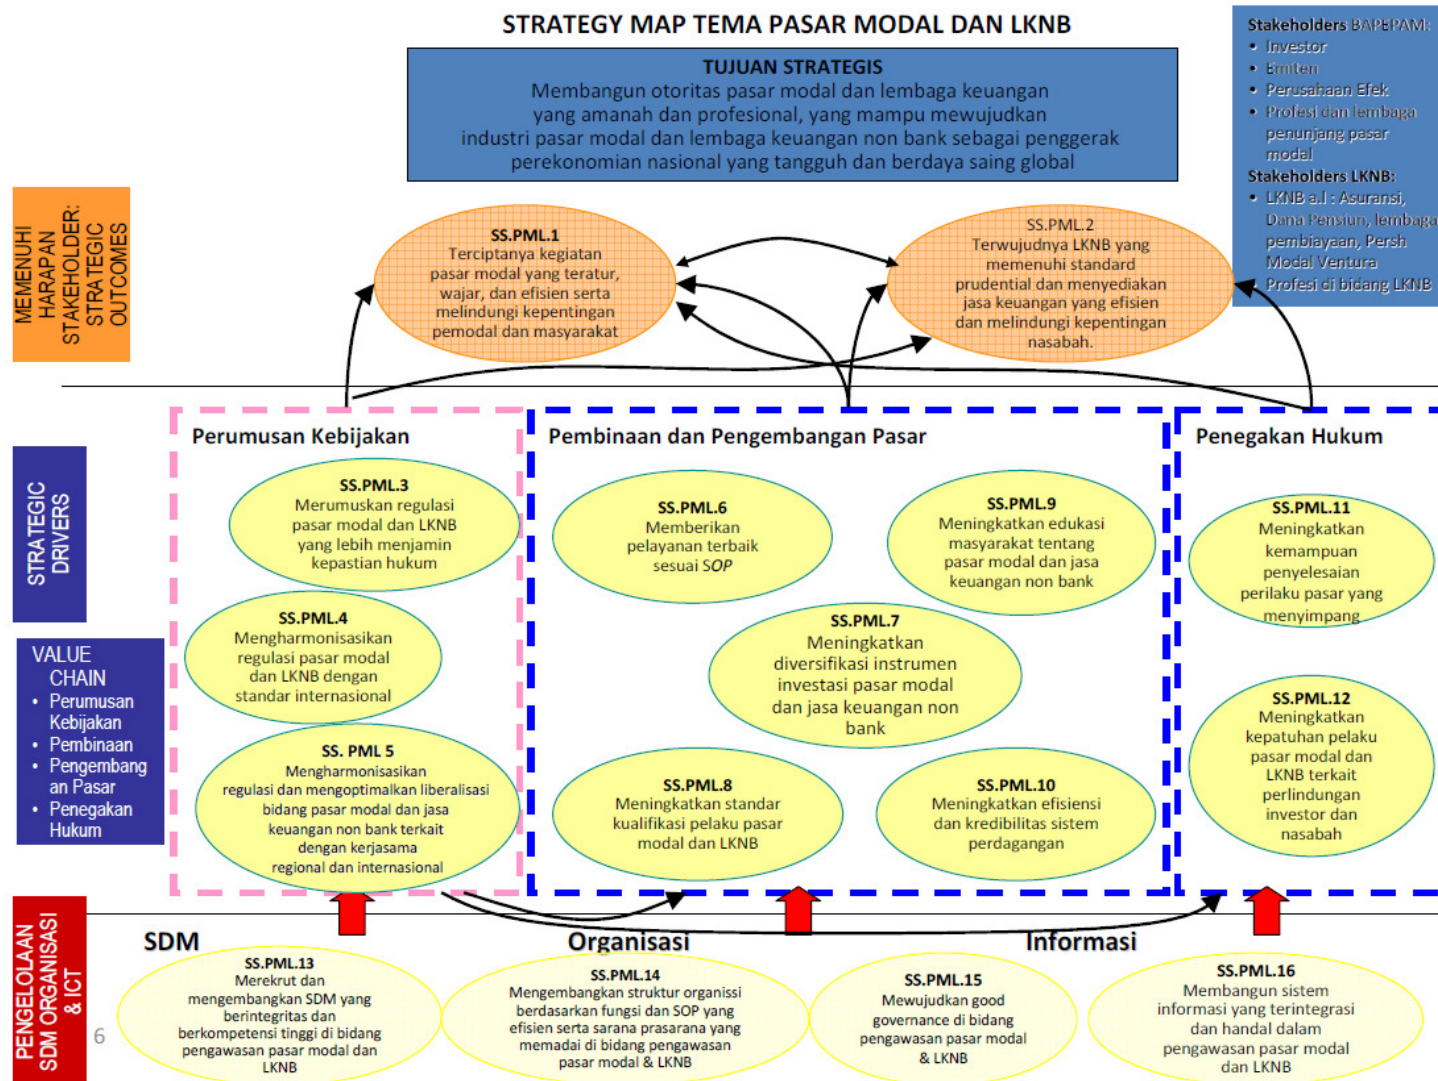 STRATEGY MAP TEMA PASAR MODAL DAN LKNB
TUJUAN STRATEGIS
Membangun otoritas pasar modal dan lembaga keuangan
yang amanah dan profesional, yang mampu mewujudkan
industri pasar modal dan lembaga keuangan non bank sebagai penggerak
perekonomian nasional yang tangguh dan berdaya saing global
Stakeholders BAPEPAM:
• Investor
• Emiten
• Perusahaan Efek
• Profesi dan lembaga
penunjang pasar
modal
Stakeholders LKNB:
• LKNB a.l : Asuransi,
Dana Pensiun, lembaga
pembiayaan, Persh
Modal Ventura
• Profesi di bidang LKNB
MEMENUHI
HARAPAN
STAKEHOLDER:
STRATEGIC
OUTCOMES
SS.PML.1
Terciptanya kegiatan
pasar modal yang teratur,
wajar, dan efisien serta
melindungi kepentingan
pemodal dan masyarakat
SS.PML.2
Terwujudnya LKNB yang
memenuhi standard
prudential dan menyediakan
jasa keuangan yang efisien
dan melindungi kepentingan
nasabah.
STRATEGIC
DRIVERS
VALUE
CHAIN
• Perumusan
Kebijakan
• Pembinaan
• Pengembang
an Pasar
• Penegakan
Hukum
Perumusan Kebijakan
SS.PML.3
Merumuskan regulasi
pasar modal dan LKNB
yang lebih menjamin
kepastian hukum
SS.PML.4
Mengharmonisasikan
regulasi pasar modal
dan LKNB dengan
standar internasional
SS. PML 5
Mengharmonisasikan
regulasi dan mengoptimalkan liberalisasi
bidang pasar modal dan jasa
keuangan non bank terkait
dengan kerjasama
regional dan internasional
Pembinaan dan Pengembangan Pasar
SS.PML.6
Memberikan
pelayanan terbaik
sesuai SOP
SS.PML.9
Meningkatkan edukasi
masyarakat tentang
pasar modal dan jasa
keuangan non bank
SS.PML.7
Meningkatkan
diversifikasi instrumen
investasi pasar modal
dan jasa keuangan non
bank
SS.PML.8
Meningkatkan standar
kualifikasi pelaku pasar
modal dan LKNB
SS.PML.10
Meningkatkan efisiensi
dan kredibilitas sistem
perdagangan
Penegakan Hukum
SS.PML.11
Meningkatkan
kemampuan
penyelesaian
perilaku pasar yang
menyimpang
SS.PML.12
Meningkatkan
kepatuhan pelaku
pasar modal dan
LKNB terkait
perlindungan
investor dan
nasabah
PENGELOLAAN
SDM ORGANISASI
& ICT
6
SDM
Organisasi
Informasi
SS.PML.13
Merekrut dan
mengembangkan SDM yang
berintegritas dan
berkompetensi tinggi di bidang
pengawasan pasar modal dan
LKNB
SS.PML.14
Mengembangkan struktur organissi
berdasarkan fungsi dan SOP yang
efisien serta sarana prasarana yang
memadai di bidang pengawasan
pasar modal & LKNB
SS.PML.15
Mewujudkan good
governance di bidang
pengawasan pasar modal
& LKNB
SS.PML.16
Membangun sistem
informasi yang terintegrasi
dan handal dalam
pengawasan pasar modal
dan LKNB